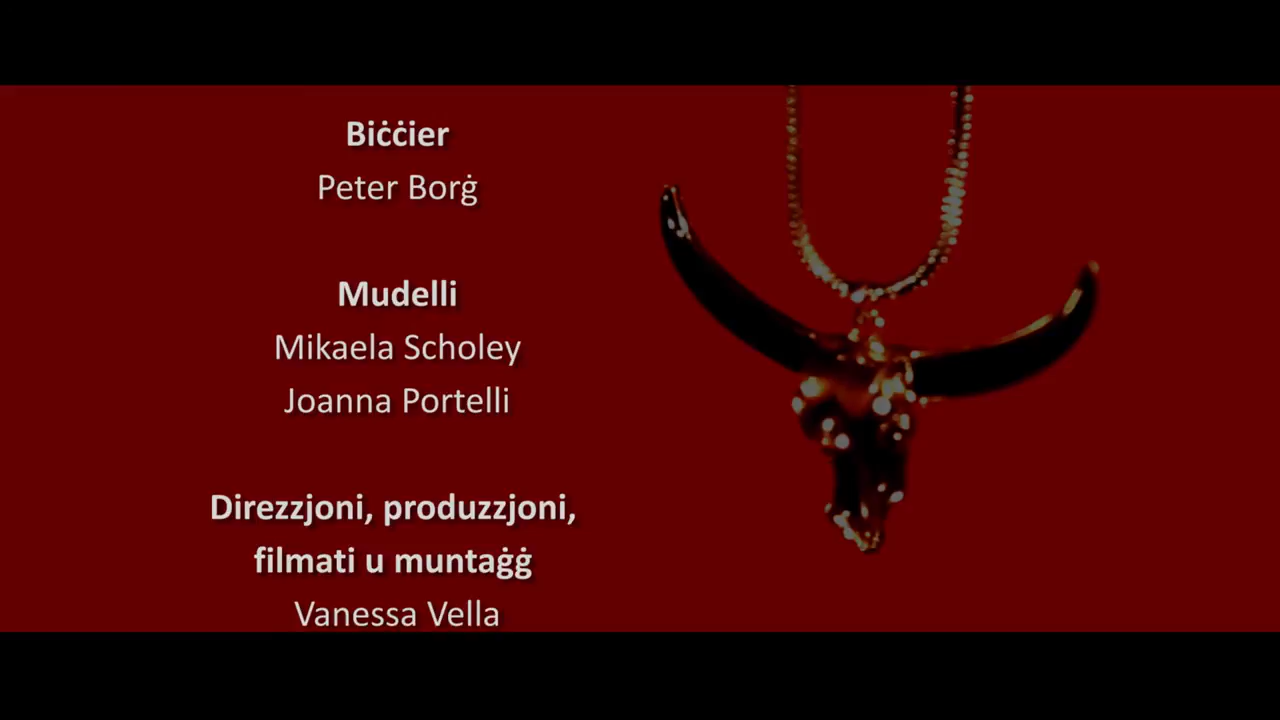 Biċċier
Peter Borġ
Mudelli
Mikaela Scholey
Joanna Portelli
Direzzjoni, produzzjoni,
filmati u muntaġġ
Vanessa Vella